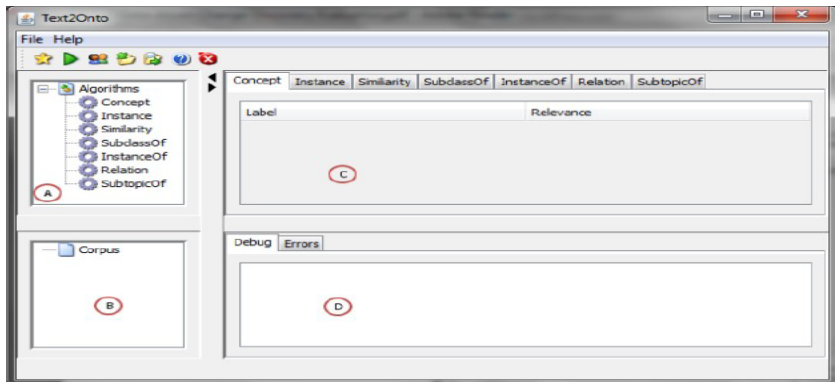 Text2Onto
File Help
Algorithms
Concept
Instance
Similarity
SubclassOf
InstanceOf
Relation
SubtopicOf
A
Concept Instance Similiarity SubclassOf InstanceOf Relation SubtopicOf
Label Relevance
C
Corpus
B
Debug Errors
D